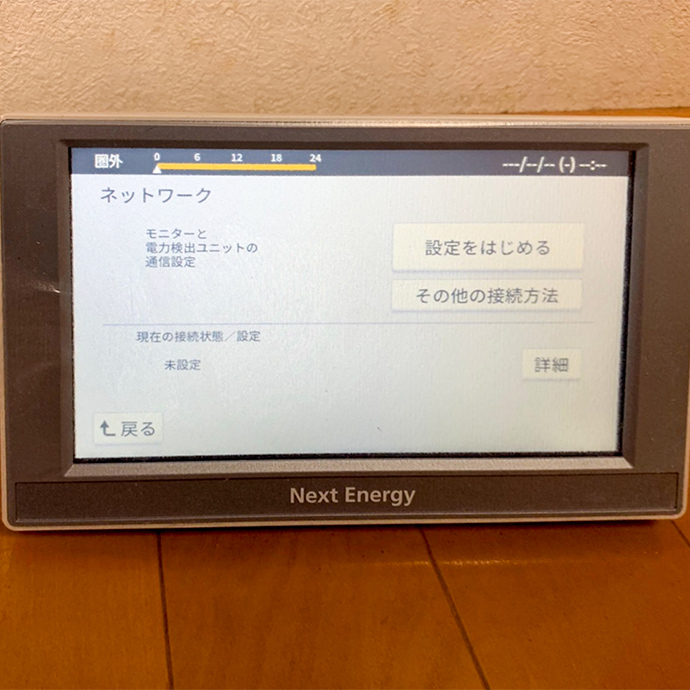 圏外 0 6 12 18 24 ---/--/-- (-) --:--
ネットワーク
モニターと
電力検出ユニットの
通信設定
設定をはじめる
その他の接続方法
現在の接続状態／設定
未設定
詳細
戻る
Next Energy